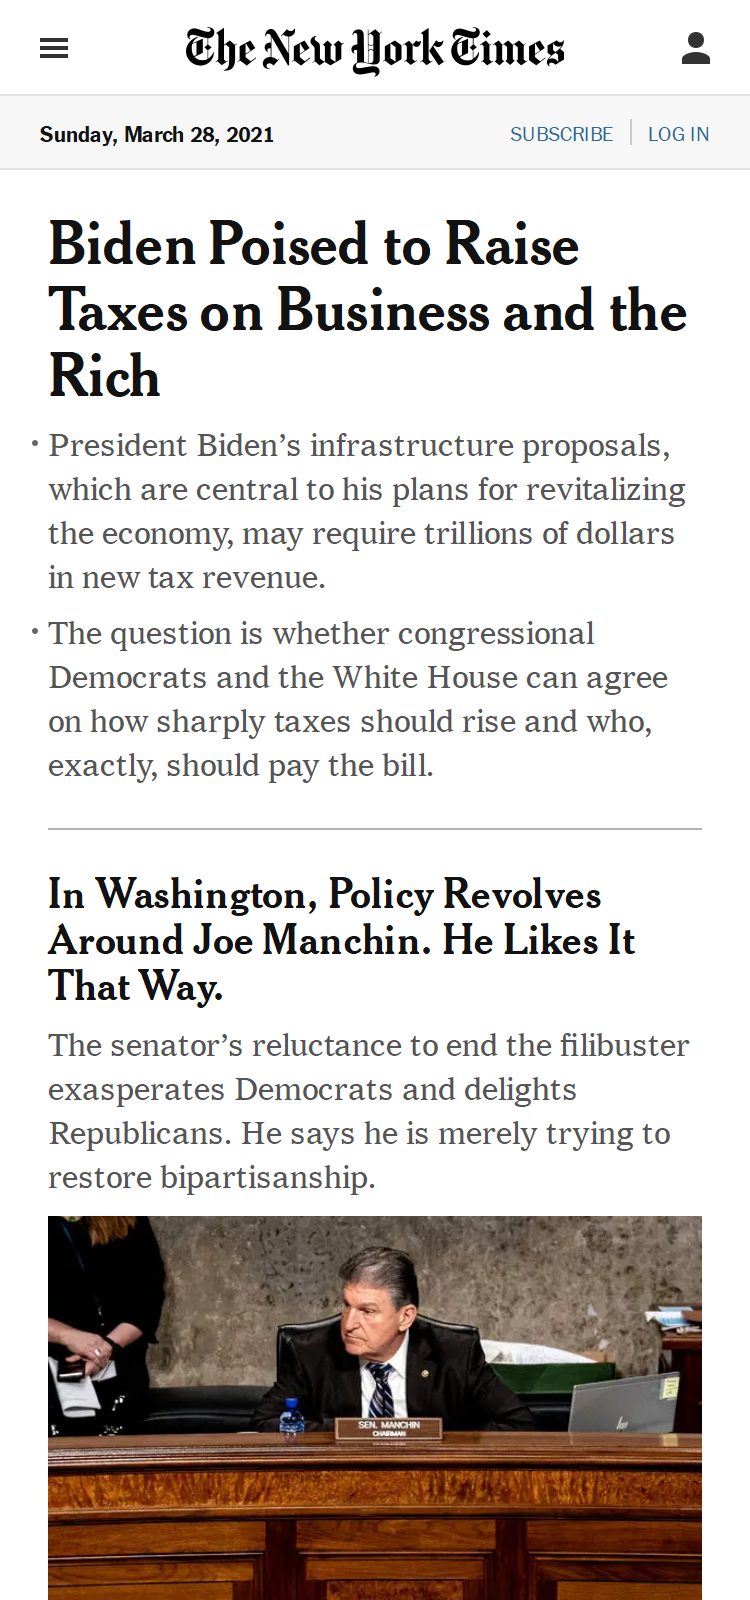 The New York Times
Sunday, March 28, 2021
SUBSCRIBE
LOG IN
Biden Poised to Raise
Taxes on Business and the
Rich
• President Biden’s infrastructure proposals,
which are central to his plans for revitalizing
the economy, may require trillions of dollars
in new tax revenue.
• The question is whether congressional
Democrats and the White House can agree
on how sharply taxes should rise and who,
exactly, should pay the bill.
In Washington, Policy Revolves
Around Joe Manchin. He Likes It
That Way.
The senator’s reluctance to end the filibuster
exasperates Democrats and delights
Republicans. He says he is merely trying to
restore bipartisanship.
SEN. MANCHIN
CHAIRMAN
hp